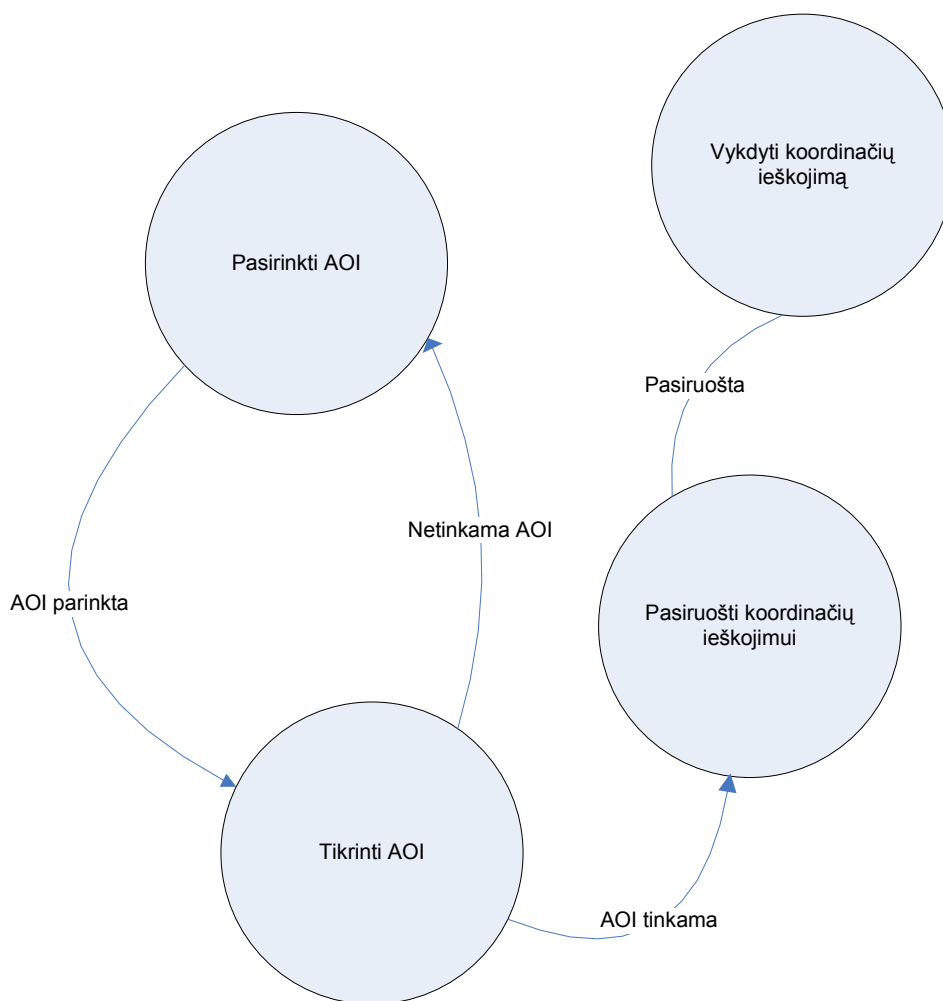 Vykdyti koordinačių
ieškojimą
Pasirinkti AOI
Pasiruošta
Netinkama AOI
AOI parinkta
Pasiruošti koordinačių
ieškojimui
Tikrinti AOI
AOI tinkama